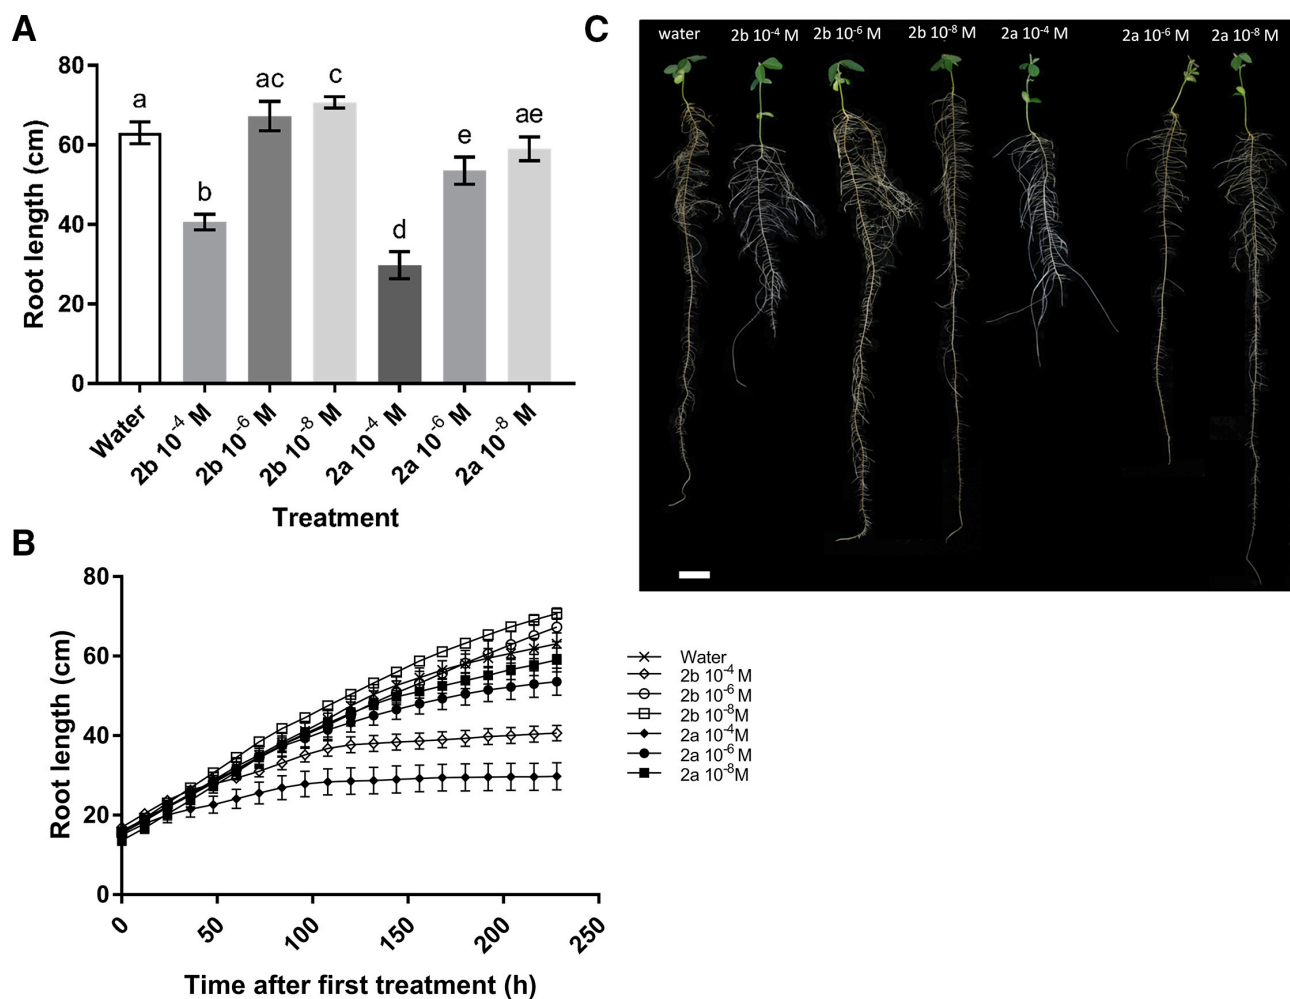 A
80
60
40
20
0
Root length (cm)
a
b
ac
c
d
e
ae
Water
2b 10⁻⁴ M
2b 10⁻⁶ M
2b 10⁻⁸ M
2a 10⁻⁴ M
2a 10⁻⁶ M
2a 10⁻⁸ M
Treatment
B
80
60
40
20
0
Root length (cm)
0
50
100
150
200
250
Time after first treatment (h)
Water
2b 10⁻⁴ M
2b 10⁻⁶ M
2b 10⁻⁸M
2a 10⁻⁴M
2a 10⁻⁶ M
2a 10⁻⁸M
C
water
2b 10⁻⁴ M
2b 10⁻⁶ M
2b 10⁻⁸ M
2a 10⁻⁴ M
2a 10⁻⁶ M
2a 10⁻⁸ M